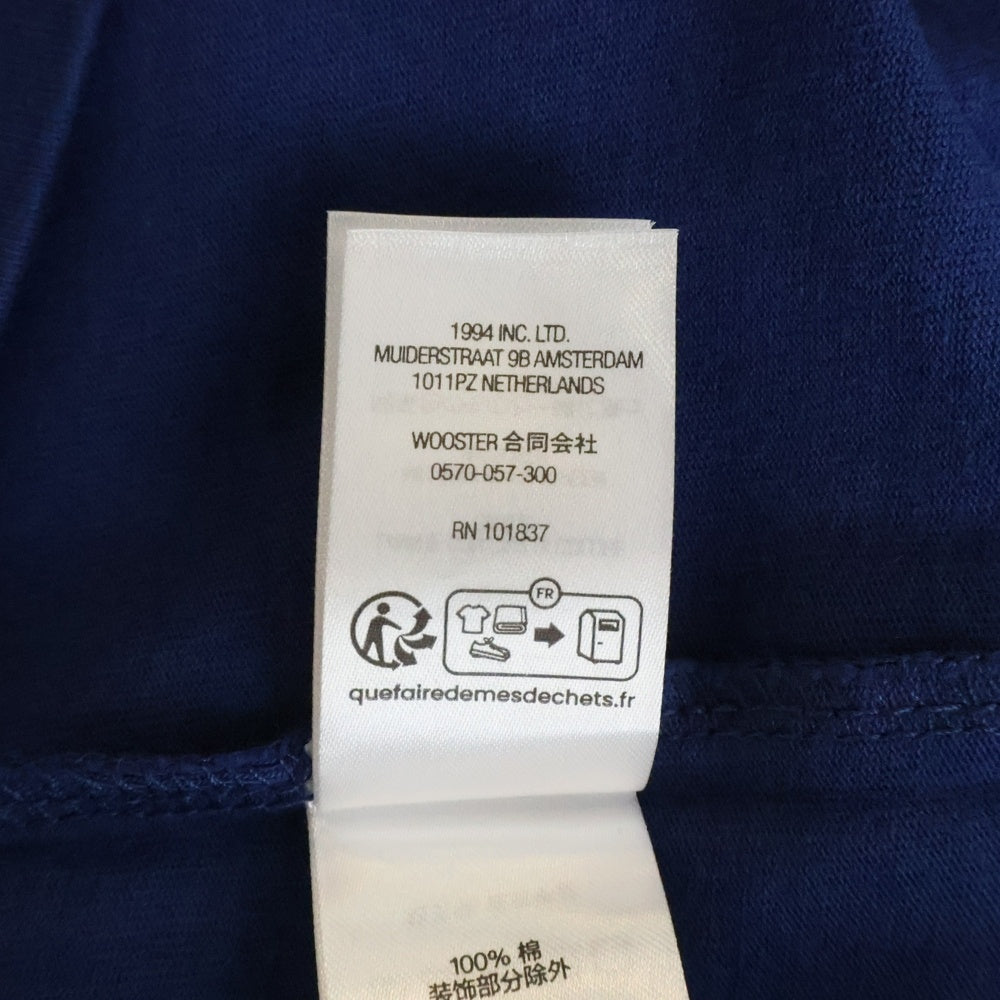 1994 INC. LTD.
MUIDERSTRAAT 9B AMSTERDAM
1011PZ NETHERLANDS
WOOSTER 合同会社
0570-057-300
RN 101837
FR
quefairedemesdechets.fr
100% 棉
装饰部分除外